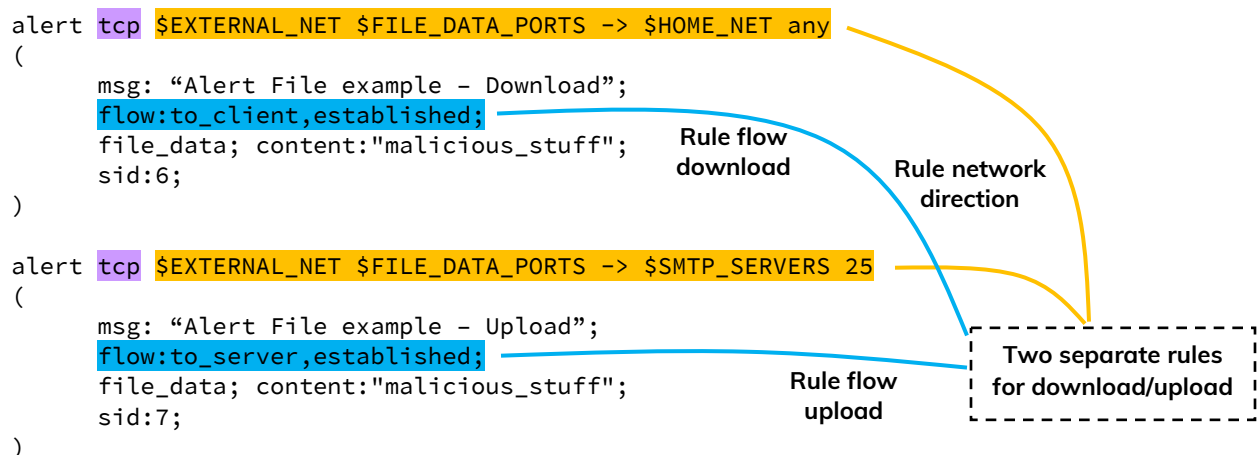 alert tcp $EXTERNAL_NET $FILE_DATA_PORTS -> $HOME_NET any
(
msg: “Alert File example – Download”;
flow:to_client,established;
file_data; content:"malicious_stuff";
sid:6;
)
Rule flow
download
Rule network
direction
alert tcp $EXTERNAL_NET $FILE_DATA_PORTS -> $SMTP_SERVERS 25
(
msg: “Alert File example – Upload”;
flow:to_server,established;
file_data; content:"malicious_stuff";
sid:7;
)
Rule flow
upload
Two separate rules
for download/upload